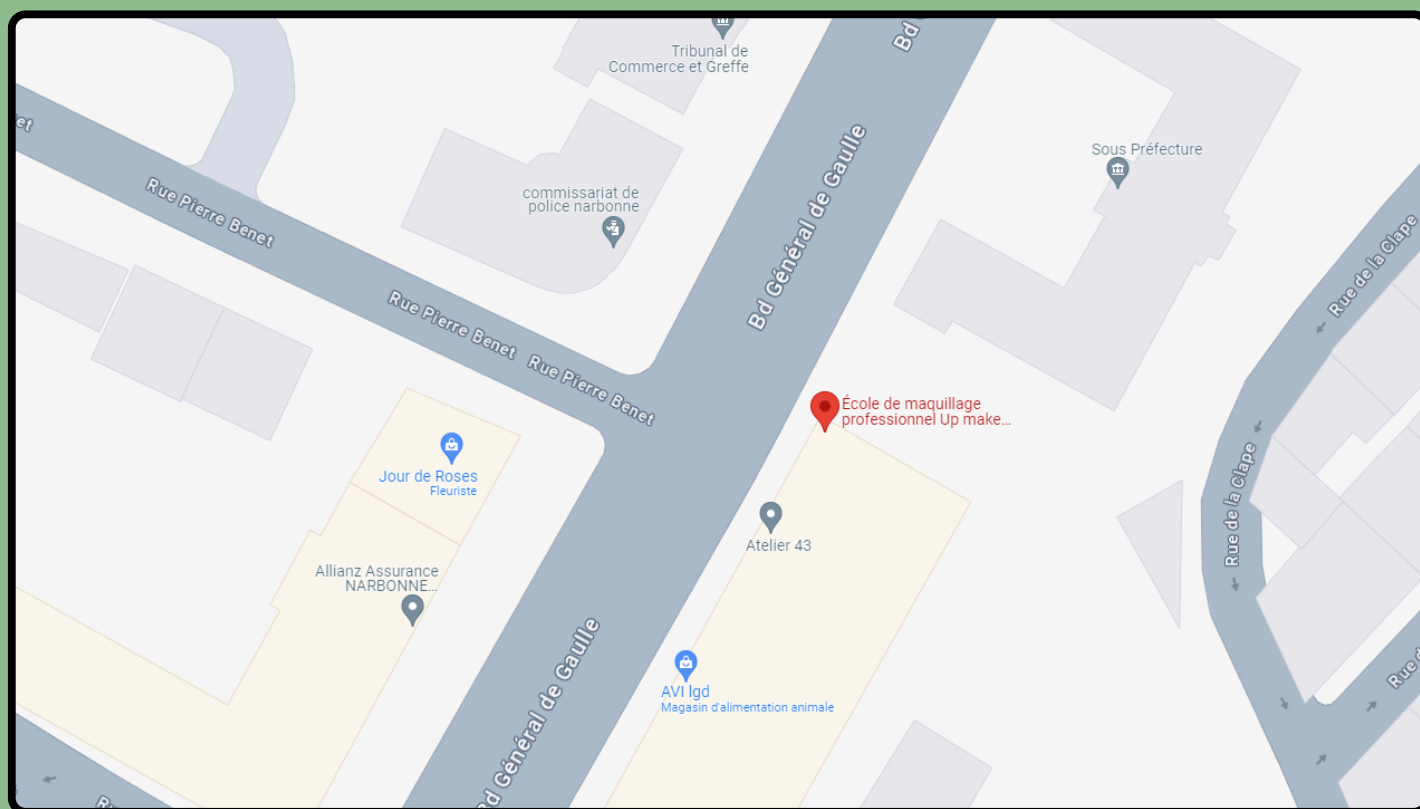 Bd
Tribunal de
Commerce et Greffe
et
Bd Général de Gaulle
Sous Préfecture
Rue Pierre Benet
commissariat de
police narbonne
Rue de la Clape
Rue Pierre Benet
Rue Pierre Benet
École de maquillage
professionnel Up make...
Jour de Roses
Fleuriste
Rue de la Clape
Atelier 43
Allianz Assurance
NARBONNE...
Bd Général de Gaulle
AVI lgd
Magasin d'alimentation animale